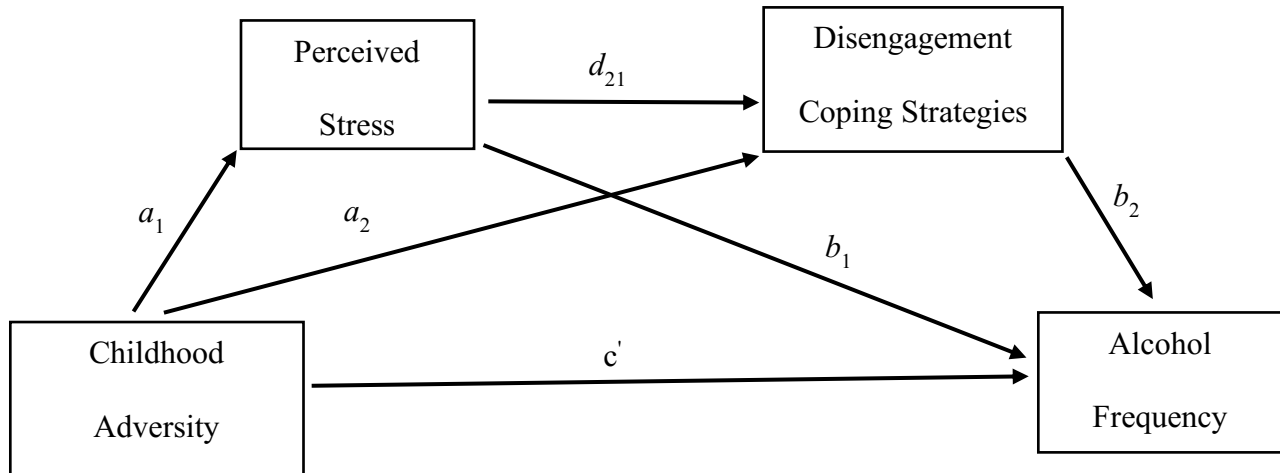 Perceived
Stress
d21
Disengagement
Coping Strategies
a1
a2
b1
b2
Childhood
Adversity
c'
Alcohol
Frequency